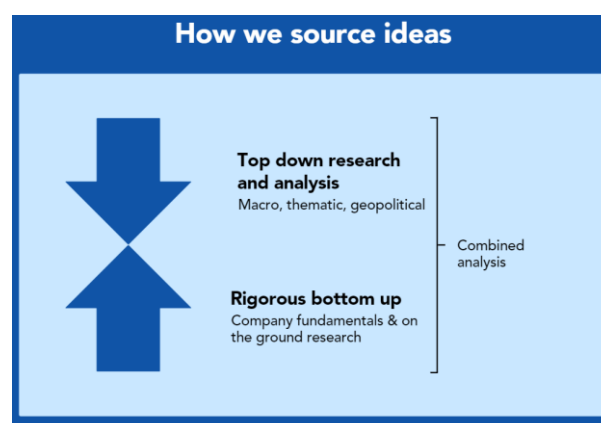 How we source ideas
Top down research
and analysis
Macro, thematic, geopolitical
Combined
analysis
Rigorous bottom up
Company fundamentals & on
the ground research